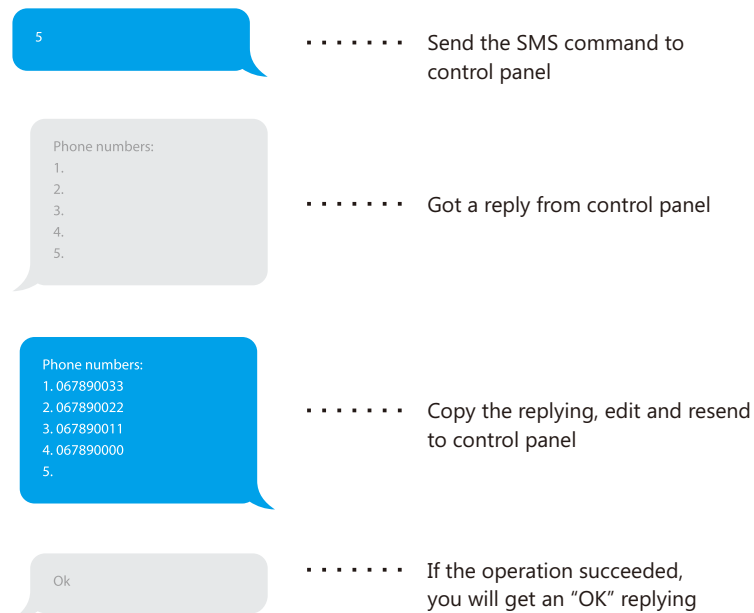 5
Send the SMS command to
control panel
Phone numbers:
1.
2.
3.
4.
5.
Got a reply from control panel
Phone numbers:
1. 067890033
2. 067890022
3. 067890011
4. 067890000
5.
Copy the replying, edit and resend
to control panel
Ok
If the operation succeeded,
you will get an “OK” replying